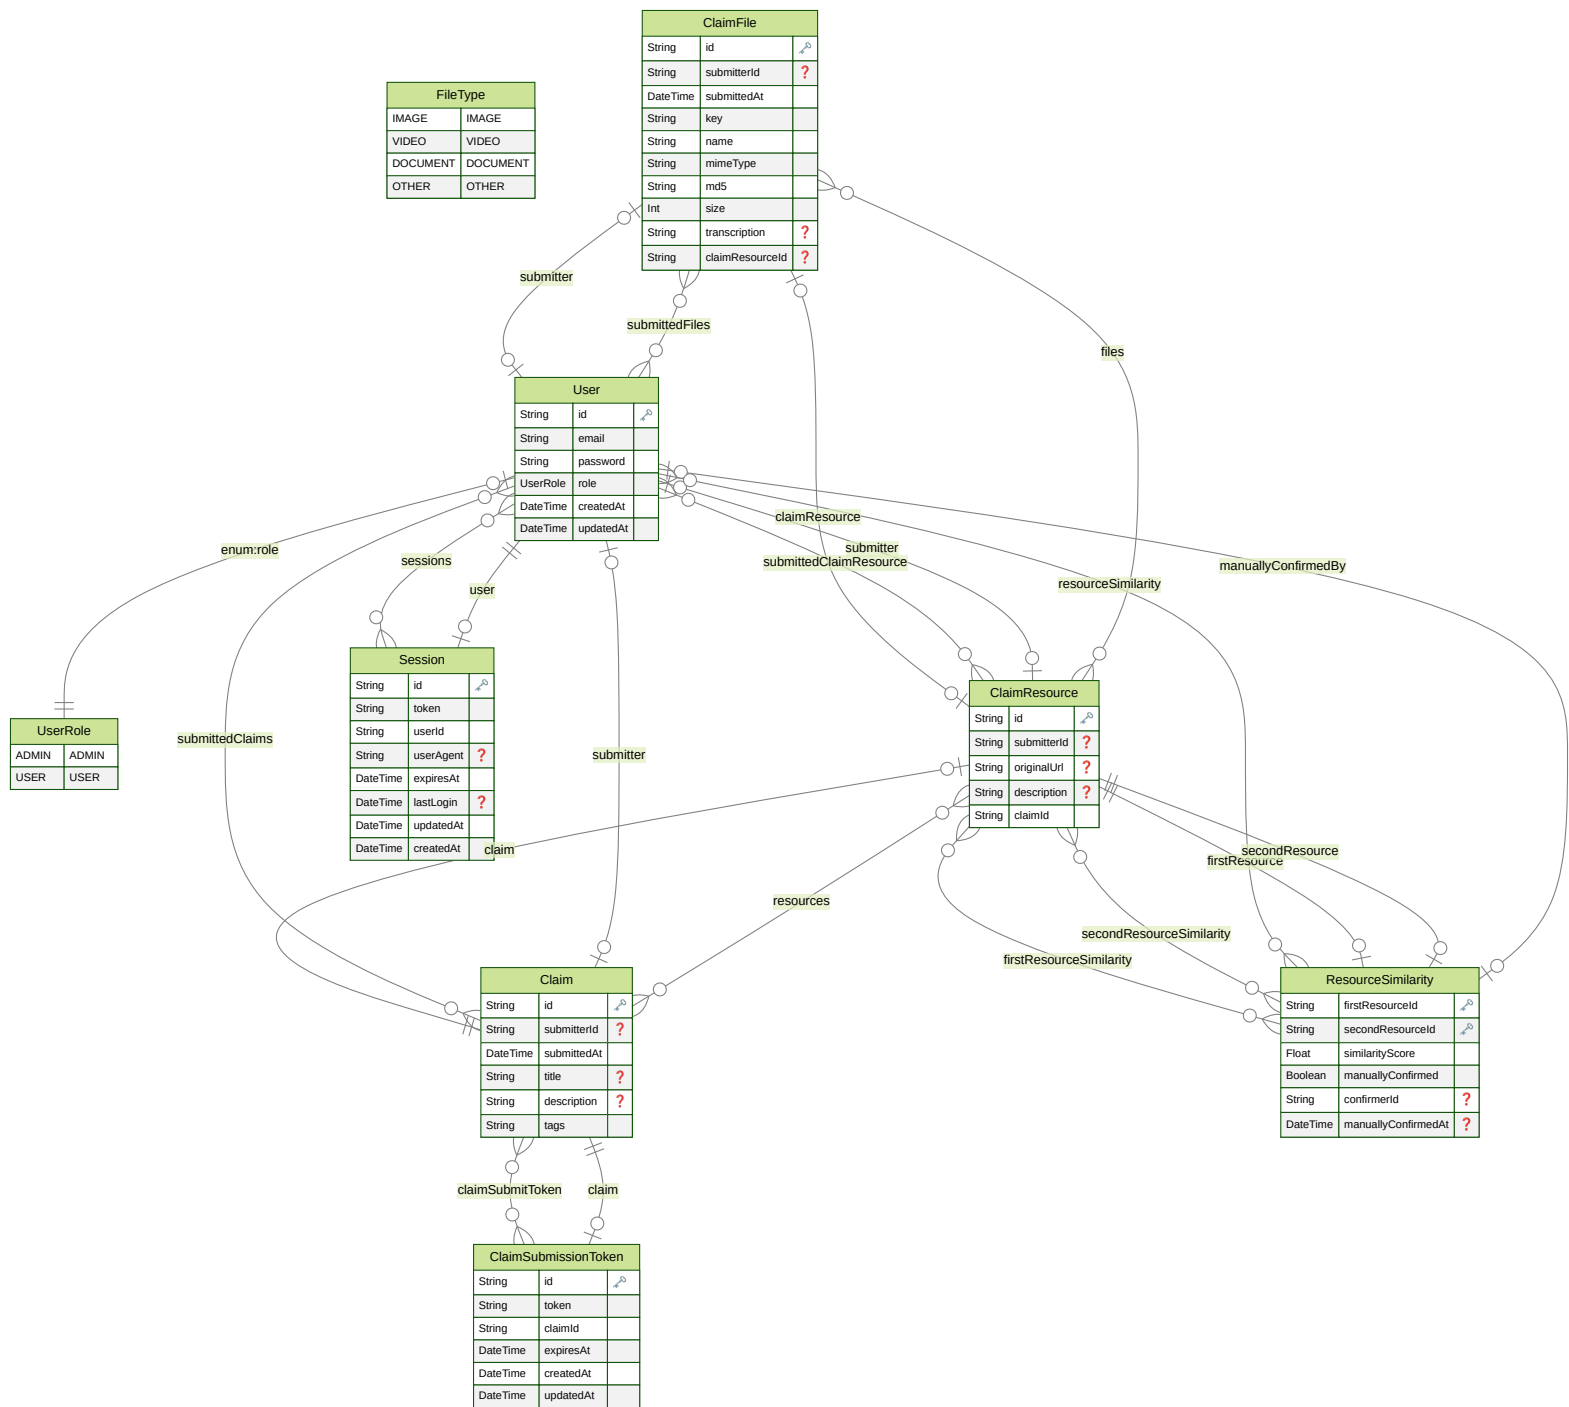 ClaimFile
String id 🗝️
String submitterId ❓
DateTime submittedAt
String key
String name
String mimeType
String md5
Int size
String transcription ❓
String claimResourceId ❓
FileType
IMAGE IMAGE
VIDEO VIDEO
DOCUMENT DOCUMENT
OTHER OTHER
submitter
submittedFiles
files
User
String id 🗝️
String email
String password
UserRole role
DateTime createdAt
DateTime updatedAt
claimResource
submitter
submittedClaimResource
resourceSimilarity
manuallyConfirmedBy
enum:role
sessions
user
Session
String id 🗝️
String token
String userId
String userAgent ❓
DateTime expiresAt
DateTime lastLogin ❓
DateTime updatedAt
DateTime createdAt
UserRole
ADMIN ADMIN
USER USER
submittedClaims
submitter
ClaimResource
String id 🗝️
String submitterId ❓
String originalUrl ❓
String description ❓
String claimId
claim
resources
secondResource
firstResource
secondResourceSimilarity
firstResourceSimilarity
Claim
String id 🗝️
String submitterId ❓
DateTime submittedAt
String title ❓
String description ❓
String tags
ResourceSimilarity
String firstResourceId 🗝️
String secondResourceId 🗝️
Float similarityScore
Boolean manuallyConfirmed
String confirmerId ❓
DateTime manuallyConfirmedAt ❓
claimSubmitToken
claim
ClaimSubmissionToken
String id 🗝️
String token
String claimId
DateTime expiresAt
DateTime createdAt
DateTime updatedAt